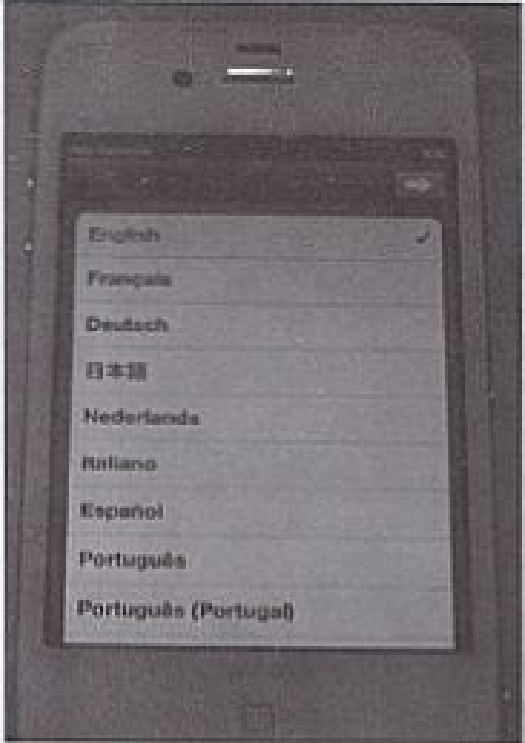 English
Français
Deutsch
日本語
Nederlands
Italiano
Español
Português
Português (Portugal)